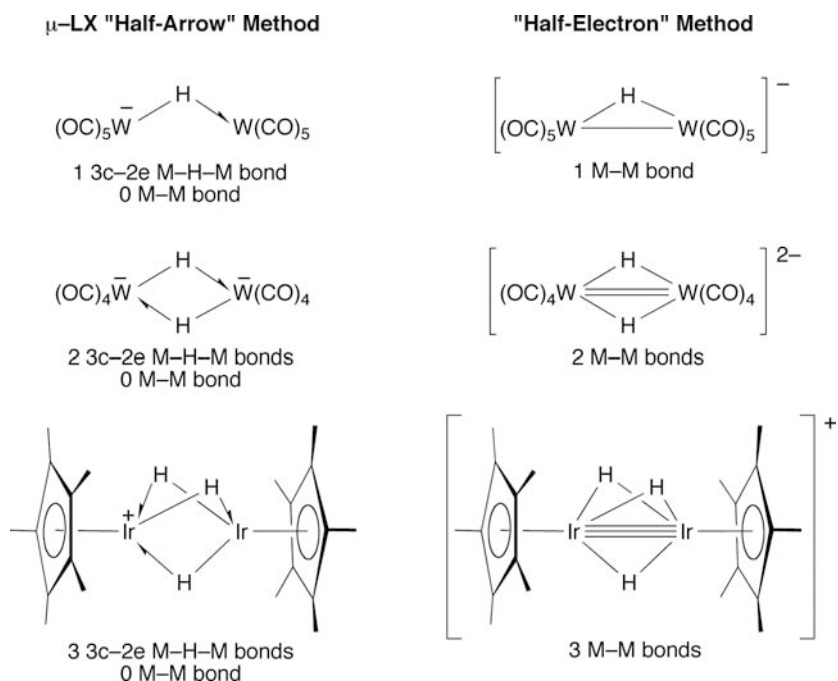 μ–LX "Half-Arrow" Method
"Half-Electron" Method
H
(OC)₅W̅ W(CO)₅
1 3c–2e M–H–M bond
0 M–M bond
H
(OC)₅W W(CO)₅
–
1 M–M bond
H
(OC)₄W̅ W̅(CO)₄
H
2 3c–2e M–H–M bonds
0 M–M bond
H
(OC)₄W W(CO)₄
H
2–
2 M–M bonds
H
H
+
Ir Ir
H
3 3c–2e M–H–M bonds
0 M–M bond
H
H
Ir Ir
H
+
3 M–M bonds